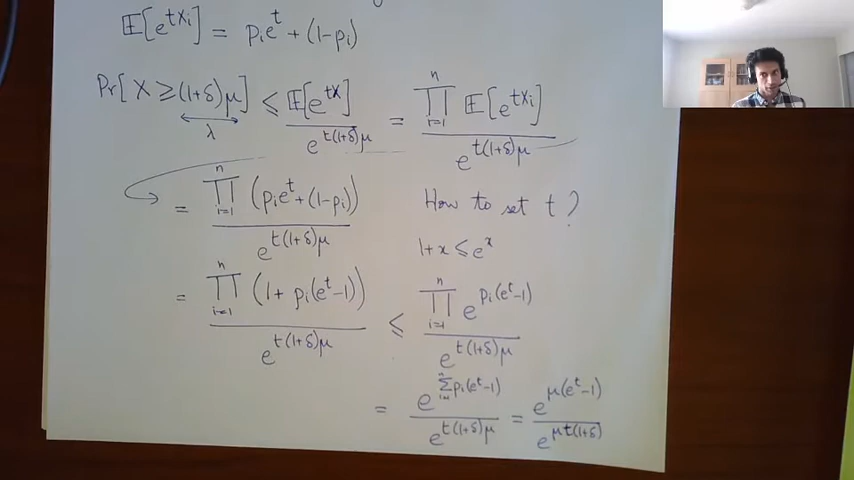 𝔼[e^{tX_i}] = p_i e^t + (1-p_i)
Pr[X ≥ (1+δ)μ] ≤ 𝔼[e^{tX}] / e^{t(1+δ)μ} = ∏_{i=1}^{n} 𝔼[e^{tX_i}] / e^{t(1+δ)μ}
λ
= ∏_{i=1}^{n} (p_i e^t + (1-p_i)) / e^{t(1+δ)μ}
How to set t?
1+x ≤ e^x
= ∏_{i=1}^{n} (1 + p_i(e^t-1)) / e^{t(1+δ)μ} ≤ ∏_{i=1}^{n} e^{p_i(e^t-1)} / e^{t(1+δ)μ}
= e^{∑_{i=1}^{n} p_i(e^t-1)} / e^{t(1+δ)μ} = e^{μ(e^t-1)} / e^{μt(1+δ)}